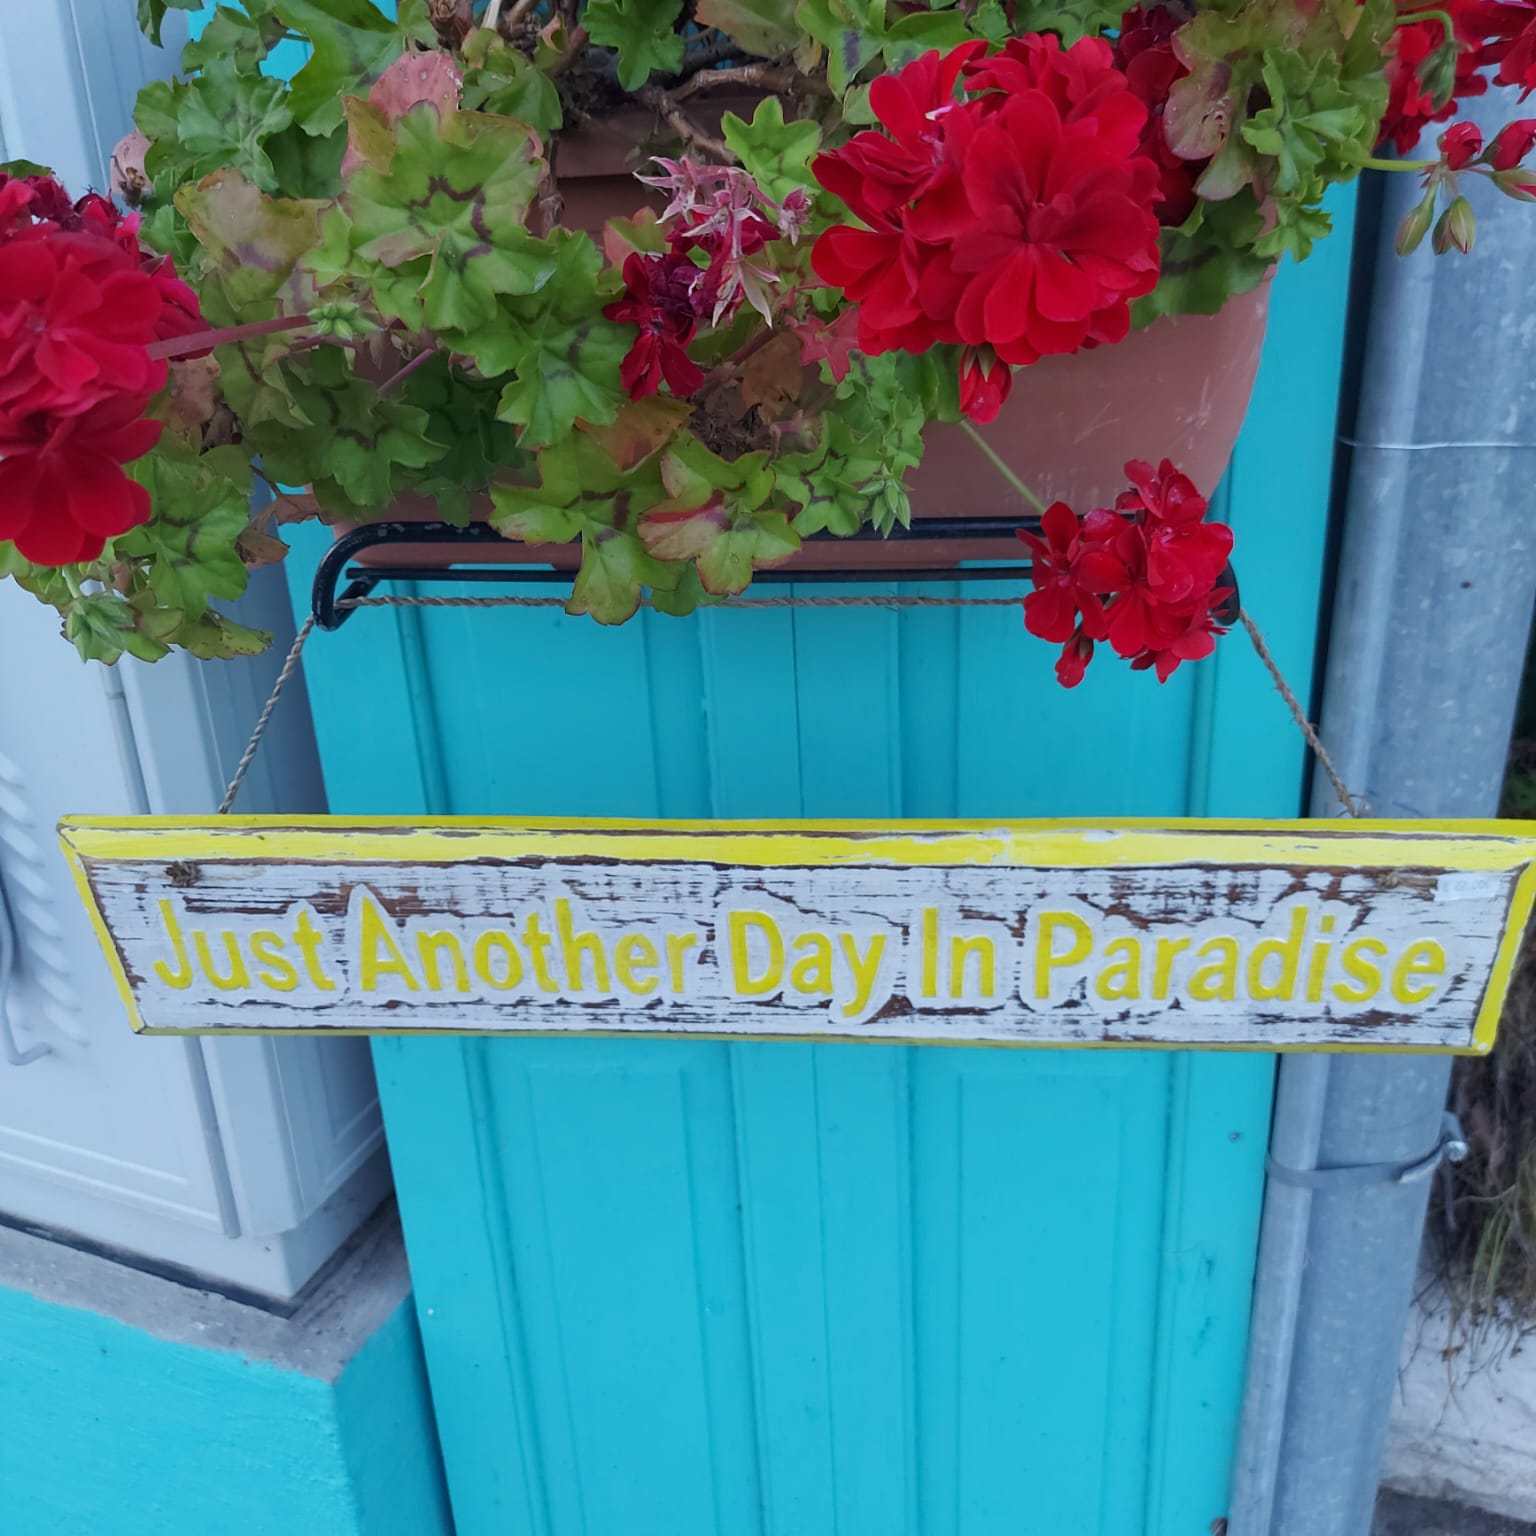 Just Another Day In Paradise